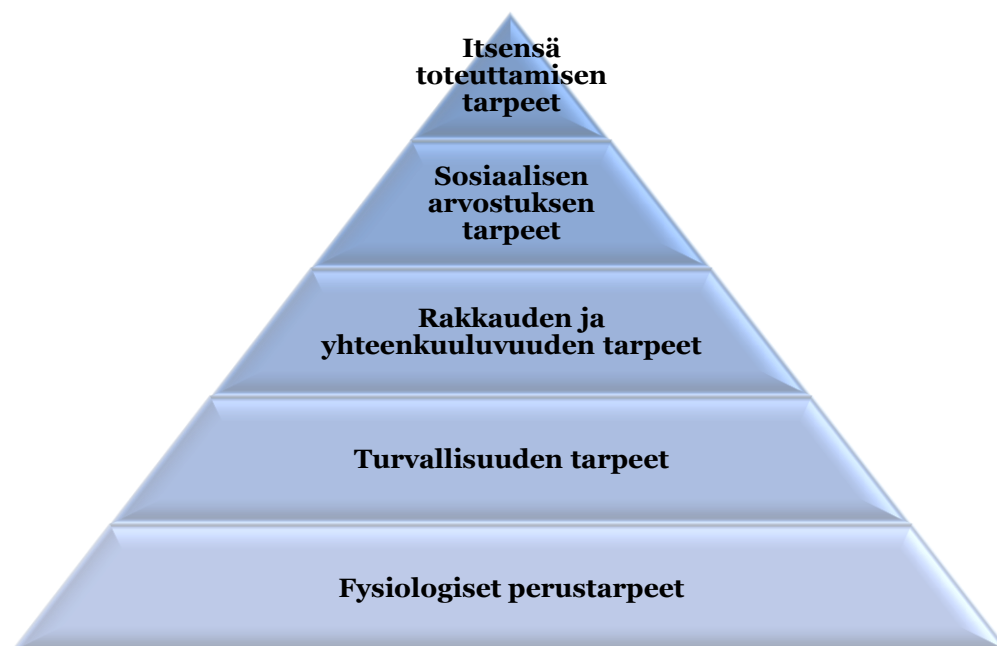 Itsensä
toteuttamisen
tarpeet
Sosiaalisen
arvostuksen
tarpeet
Rakkauden ja
yhteenkuuluvuuden tarpeet
Turvallisuuden tarpeet
Fysiologiset perustarpeet